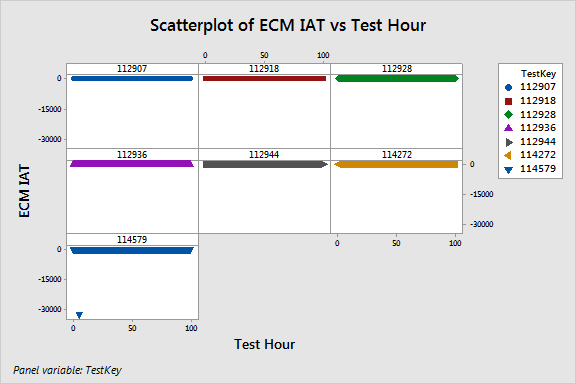 Scatterplot of ECM IAT vs Test Hour
0 50 100
112907 112918 112928
0
-15000
-30000
112936 112944 114272
0
-15000
-30000
114579
0 50 100
0
-15000
-30000
0 50 100
ECM IAT
Test Hour
TestKey
112907
112918
112928
112936
112944
114272
114579
Panel variable: TestKey